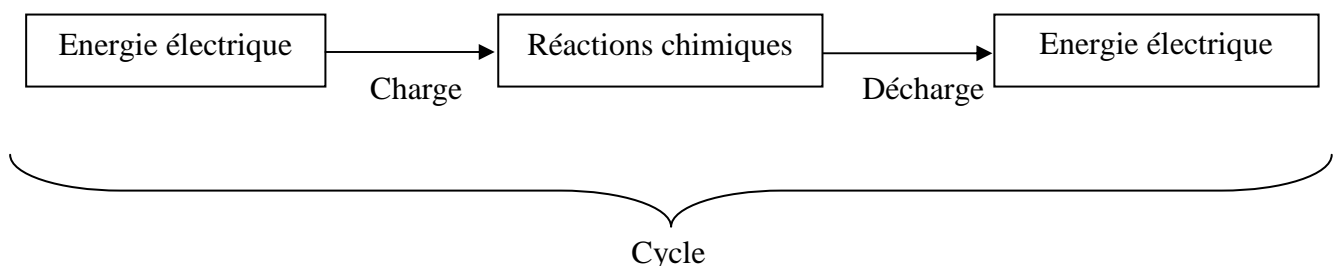 Energie électrique
Réactions chimiques
Energie électrique
Charge
Décharge
Cycle